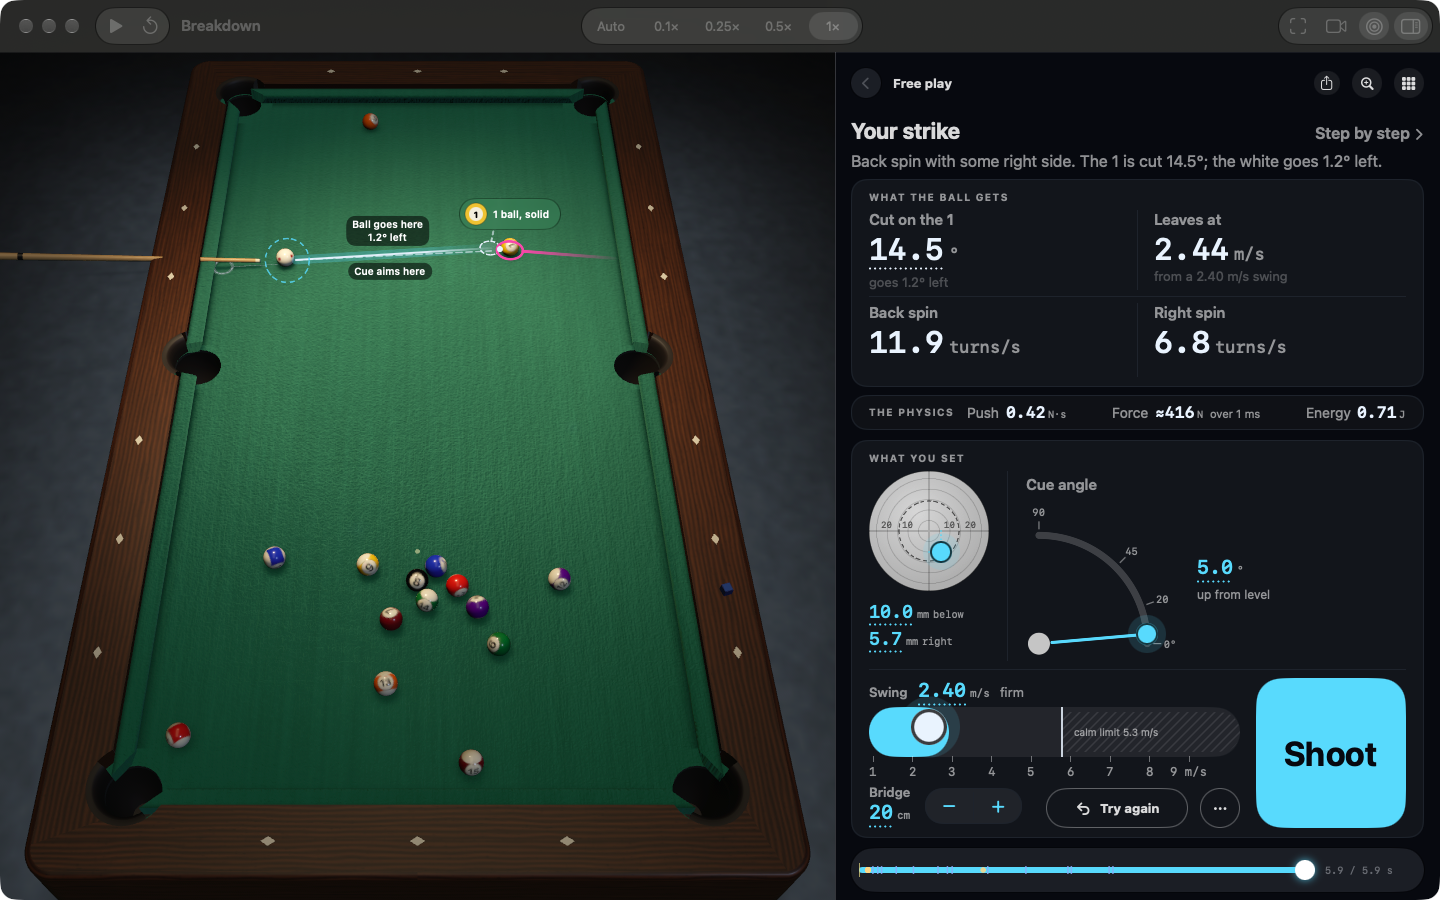 Breakdown
Auto 0.1× 0.25× 0.5× 1×
Free play
Your strike
Step by step
Back spin with some right side. The 1 is cut 14.5°; the white goes 1.2° left.
WHAT THE BALL GETS
Cut on the 1
14.5 °
goes 1.2° left
Leaves at
2.44 m/s
from a 2.40 m/s swing
Back spin
11.9 turns/s
Right spin
6.8 turns/s
THE PHYSICS Push 0.42 N·s Force ≈416 N over 1 ms Energy 0.71 J
WHAT YOU SET
20 10 10 20
10.0 mm below
5.7 mm right
Cue angle
90
45
20
0°
5.0 °
up from level
Swing 2.40 m/s firm
calm limit 5.3 m/s
1 2 3 4 5 6 7 8 9 m/s
Bridge
20 cm
− +
Try again
Shoot
5.9 / 5.9 s
1 1 ball, solid
Ball goes here
1.2° left
Cue aims here
9
13